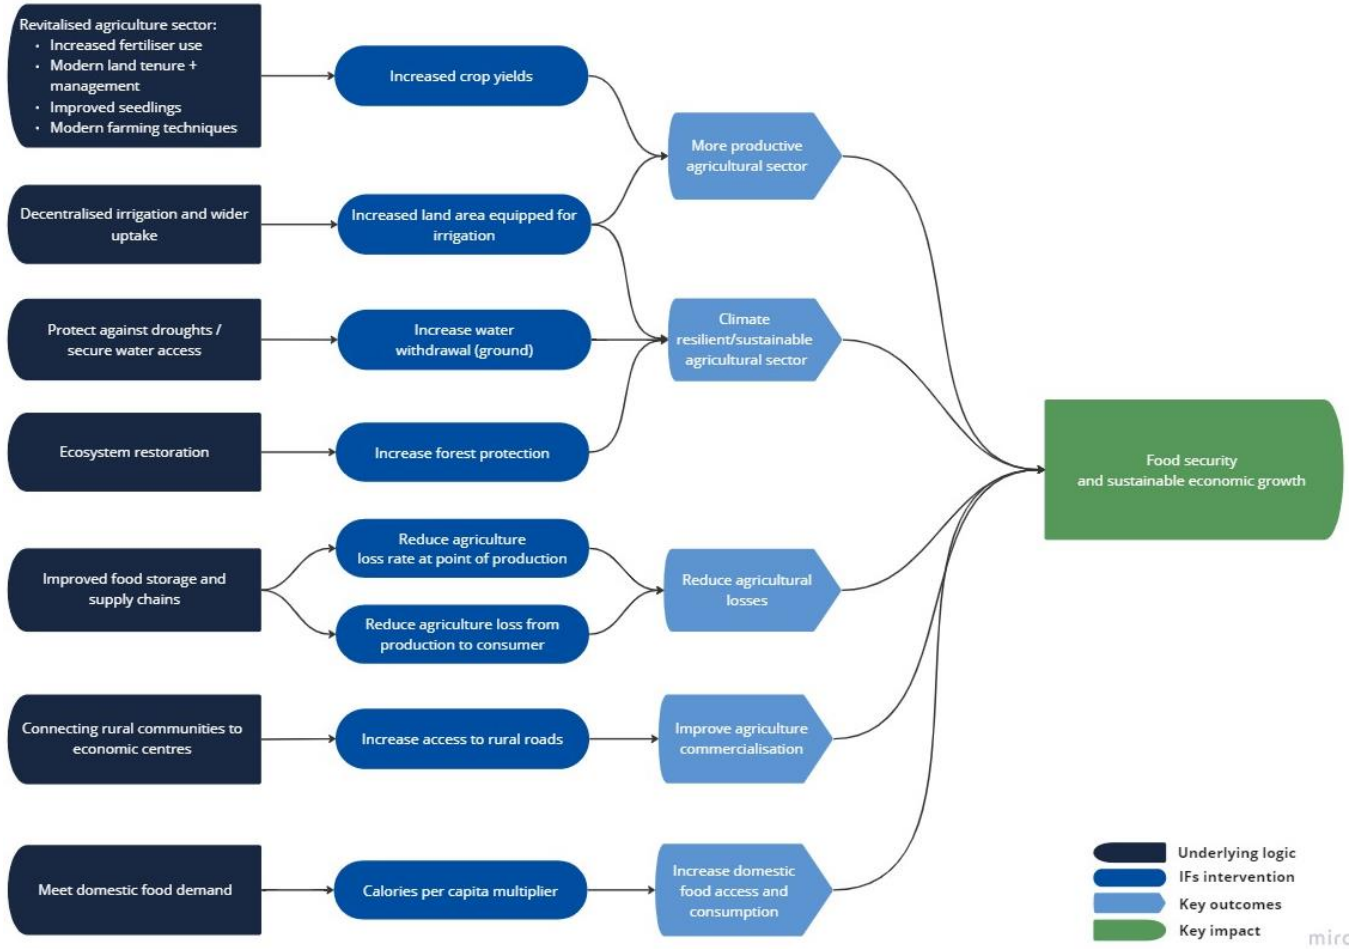 Revitalised agriculture sector:
• Increased fertiliser use
• Modern land tenure +
management
• Improved seedlings
• Modern farming techniques
Increased crop yields
More productive
agricultural sector
Decentralised irrigation and wider
uptake
Increased land area equipped for
irrigation
Protect against droughts /
secure water access
Increase water
withdrawal (ground)
Climate
resilient/sustainable
agricultural sector
Ecosystem restoration
Increase forest protection
Food security
and sustainable economic growth
Improved food storage and
supply chains
Reduce agriculture
loss rate at point of production
Reduce agriculture loss from
production to consumer
Reduce agricultural
losses
Connecting rural communities to
economic centres
Increase access to rural roads
Improve agriculture
commercialisation
Meet domestic food demand
Calories per capita multiplier
Increase domestic
food access and
consumption
Underlying logic
IFs intervention
Key outcomes
Key impact